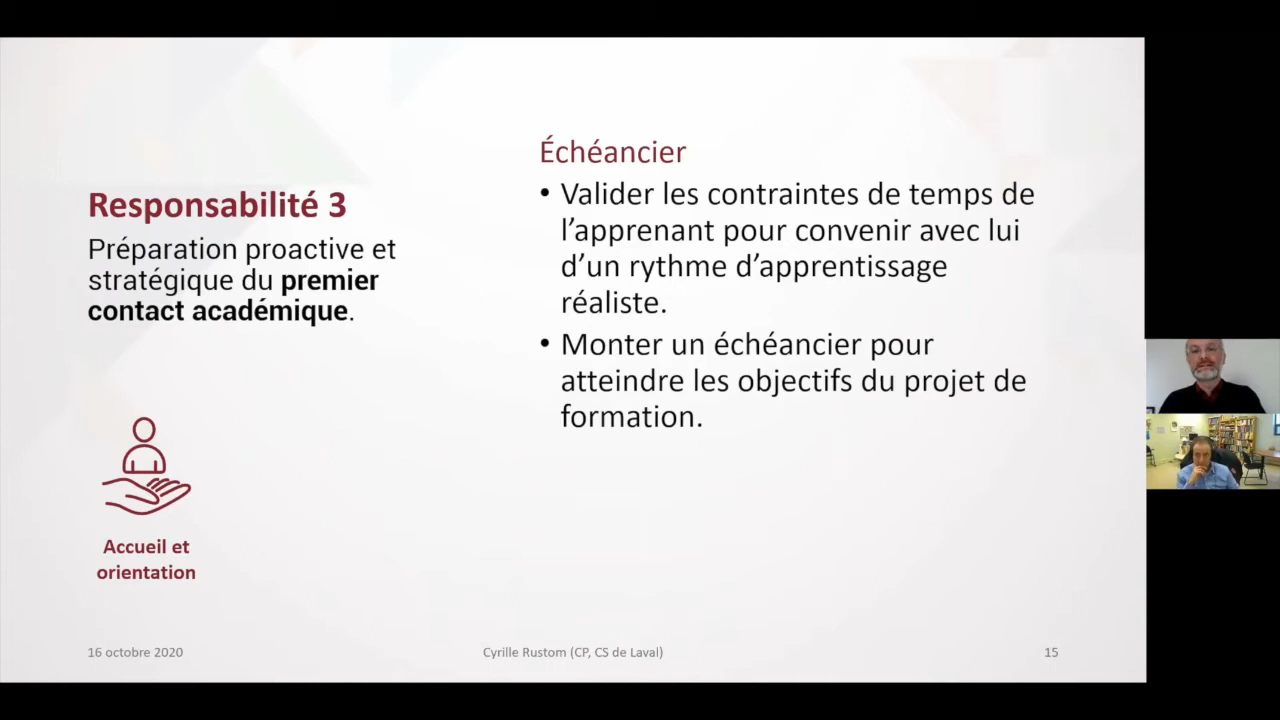 Responsabilité 3
Préparation proactive et
stratégique du premier
contact académique.
Accueil et
orientation
Échéancier
• Valider les contraintes de temps de
l’apprenant pour convenir avec lui
d’un rythme d’apprentissage
réaliste.
• Monter un échéancier pour
atteindre les objectifs du projet de
formation.
16 octobre 2020
Cyrille Rustom (CP, CS de Laval)
15